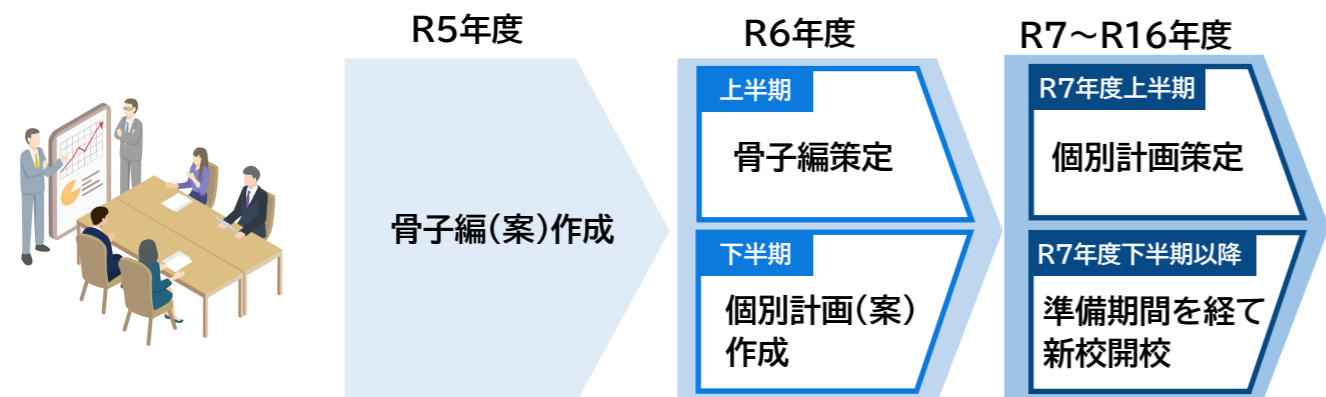 R5年度
骨子編(案)作成
R6年度
上半期
骨子編策定
下半期
個別計画(案)
作成
R7～R16年度
R7年度上半期
個別計画策定
R7年度下半期以降
準備期間を経て
新校開校